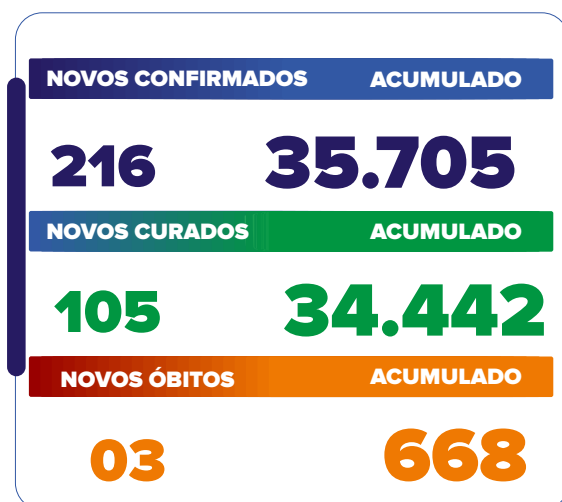 NOVOS CONFIRMADOS ACUMULADO
216 35.705
NOVOS CURADOS ACUMULADO
105 34.442
NOVOS ÓBITOS ACUMULADO
03 668